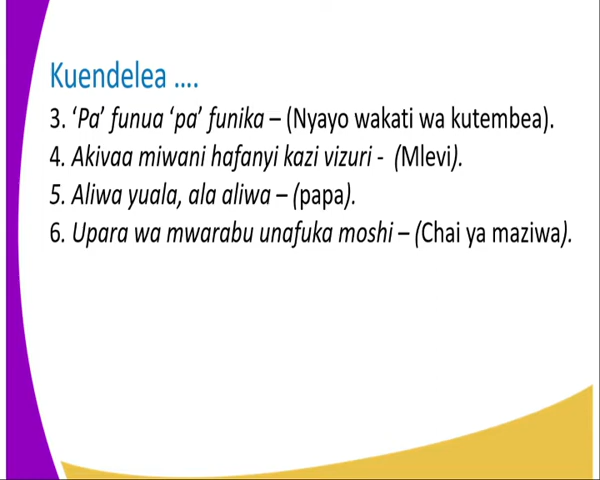 Kuendelea ....
3. ‘Pa’ funua ‘pa’ funika – (Nyayo wakati wa kutembea).
4. Akivaa miwani hafanyi kazi vizuri - (Mlevi).
5. Aliwa yuala, ala aliwa – (papa).
6. Upara wa mwarabu unafuka moshi – (Chai ya maziwa).